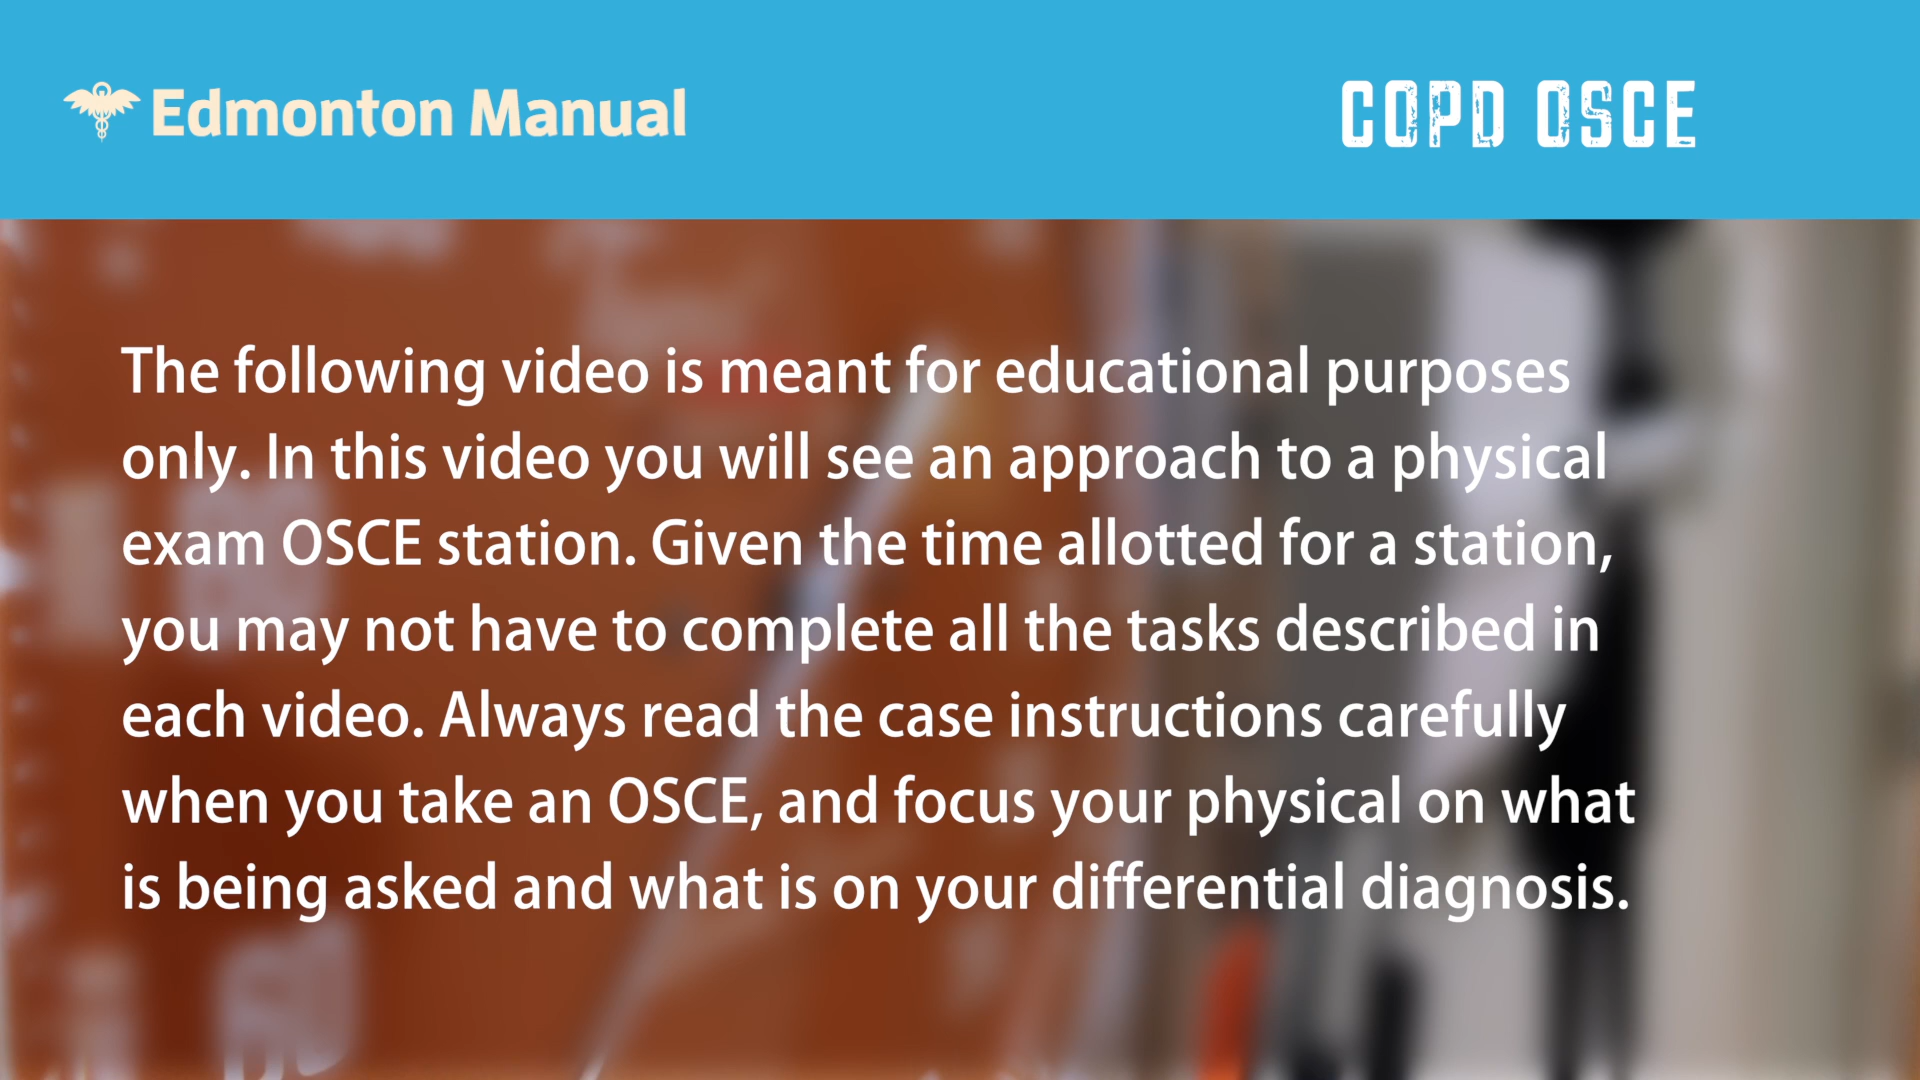 Edmonton Manual
COPD OSCE
The following video is meant for educational purposes
only. In this video you will see an approach to a physical
exam OSCE station. Given the time allotted for a station,
you may not have to complete all the tasks described in
each video. Always read the case instructions carefully
when you take an OSCE, and focus your physical on what
is being asked and what is on your differential diagnosis.